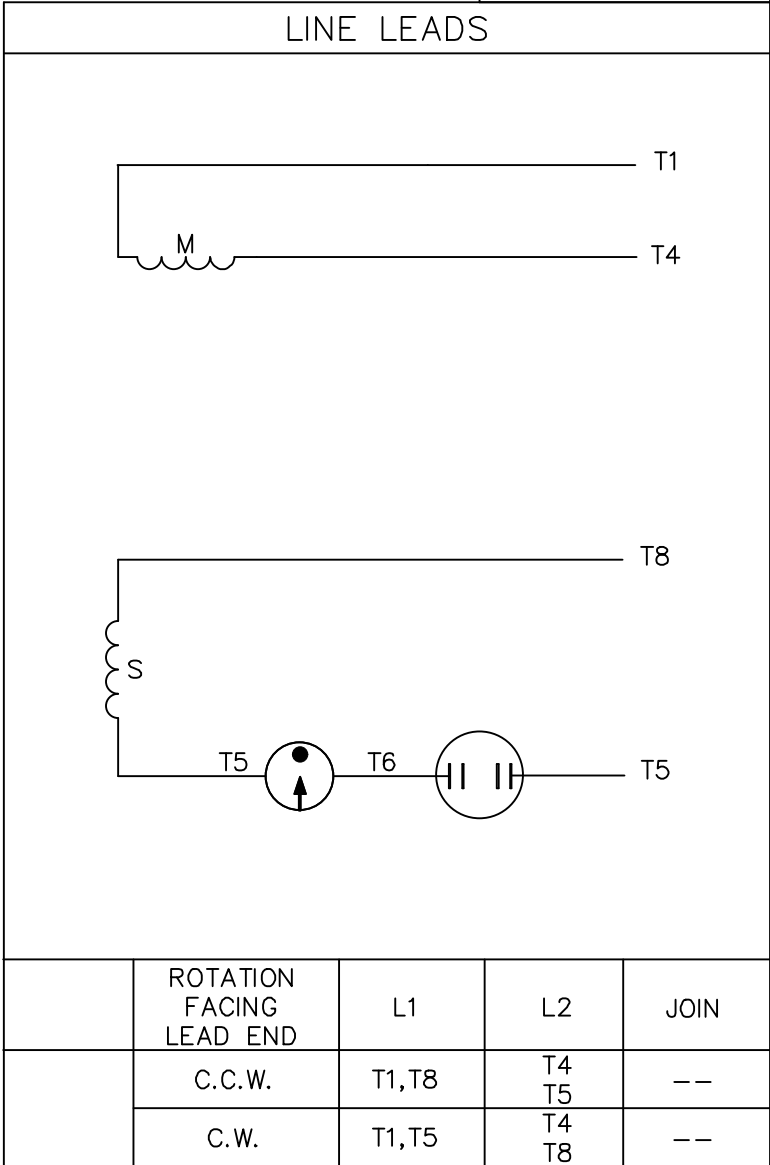 LINE LEADS
T1
M
T4
T8
S
T5
T6
T5
ROTATION
FACING
LEAD END
L1
L2
JOIN
C.C.W.
T1,T8
T4
T5
--
C.W.
T1,T5
T4
T8
--